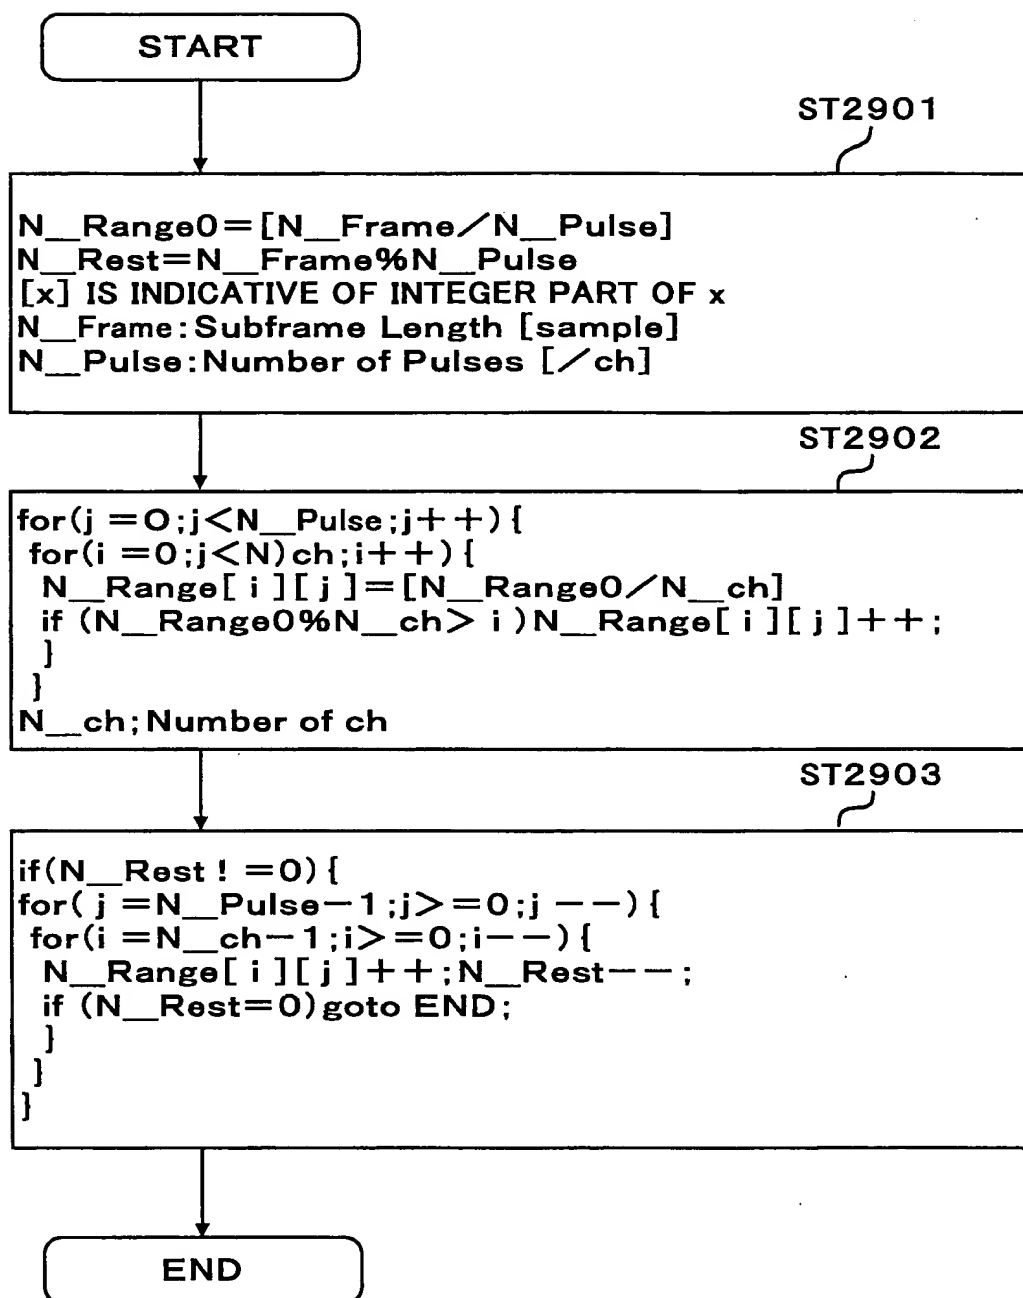 START
ST2901
N__Range0=[N__Frame/N__Pulse]
N__Rest=N__Frame%N__Pulse
[x] IS INDICATIVE OF INTEGER PART OF x
N__Frame:Subframe Length [sample]
N__Pulse:Number of Pulses [/ch]
ST2902
for(j =0;j<N__Pulse;j++){
for(i =0;j<N)ch;i++){
N__Range[ i ][ j ]=[N__Range0/N__ch]
if (N__Range0%N__ch> i )N__Range[ i ][ j ]++;
}
}
N__ch;Number of ch
ST2903
if(N__Rest ! =0){
for( j =N__Pulse-1;j>=0;j --){
for(i =N__ch-1;i>=0;i--){
N__Range[ i ][ j ]++;N__Rest--;
if (N__Rest=0)goto END;
}
}
}
END